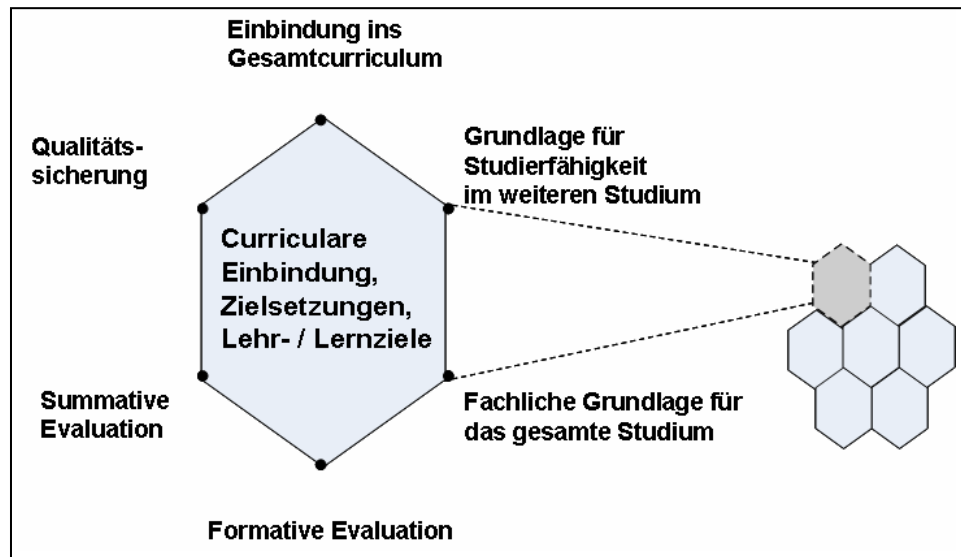 Einbindung ins
Gesamtcurriculum
Qualitäts-
sicherung
Grundlage für
Studierfähigkeit
im weiteren Studium
Curriculare
Einbindung,
Zielsetzungen,
Lehr- / Lernziele
Summative
Evaluation
Fachliche Grundlage für
das gesamte Studium
Formative Evaluation